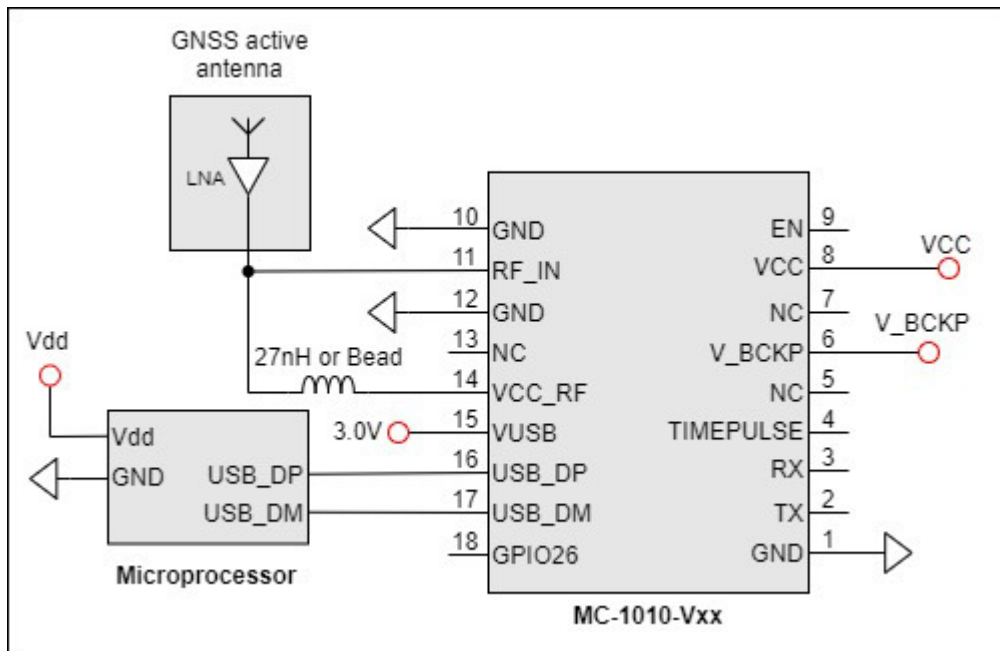 GNSS active
antenna
LNA
10 GND
11 RF_IN
12 GND
13 NC
27nH or Bead
14 VCC_RF
3.0V 15 VUSB
16 USB_DP
17 USB_DM
18 GPIO26
EN 9
VCC 8 VCC
NC 7
V_BCKP 6 V_BCKP
NC 5
TIMEPULSE 4
RX 3
TX 2
GND 1
MC-1010-Vxx
Vdd
Vdd
GND USB_DP
USB_DM
Microprocessor